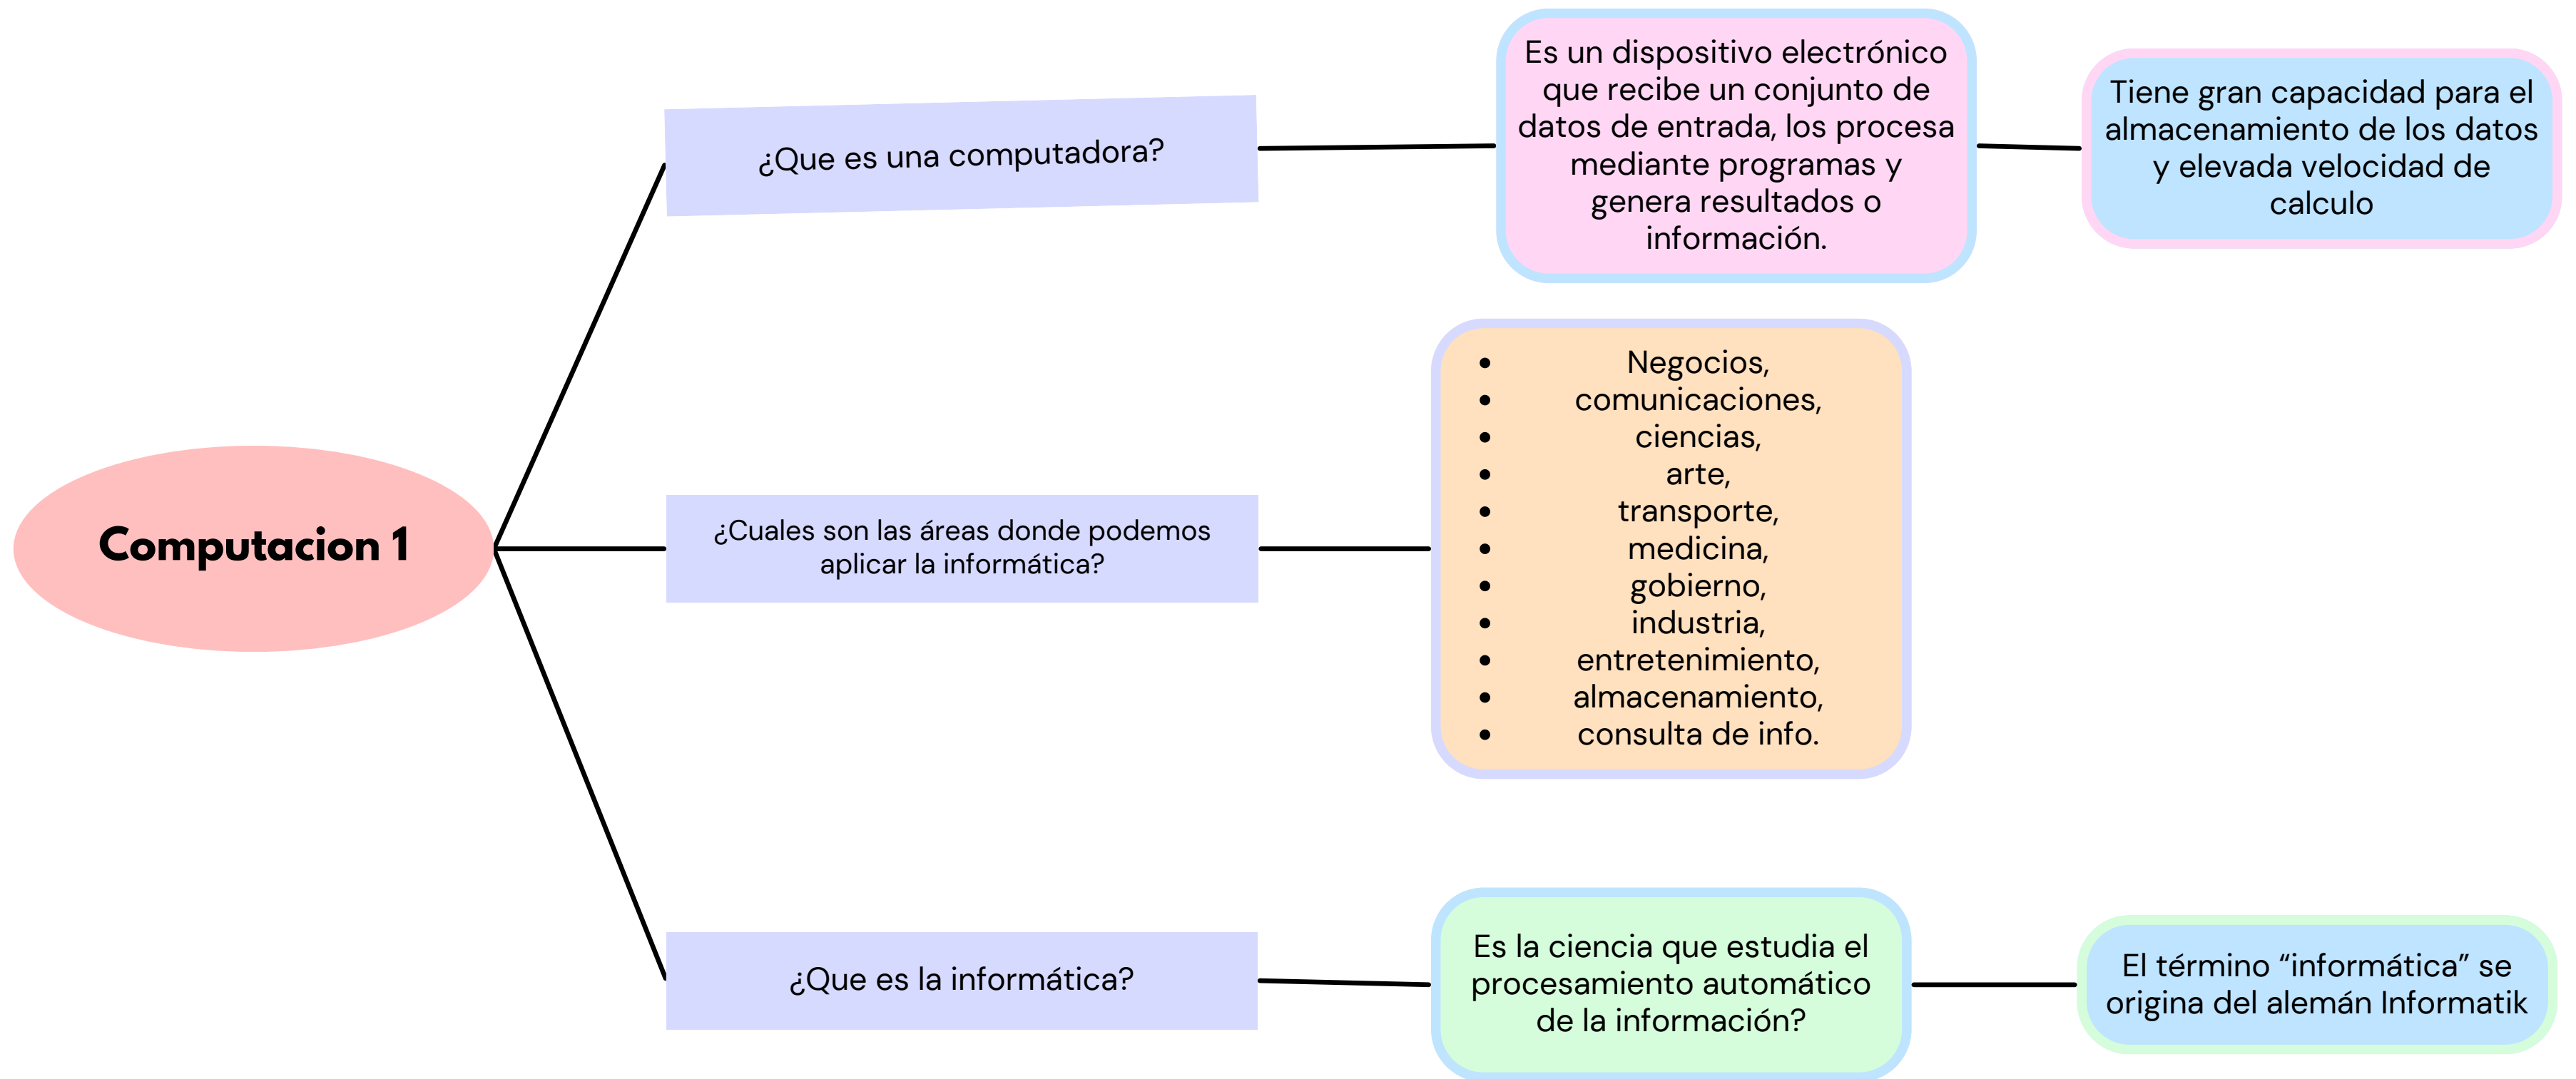 Computacion 1
¿Que es una computadora?
Es un dispositivo electrónico
que recibe un conjunto de
datos de entrada, los procesa
mediante programas y
genera resultados o
información.
Tiene gran capacidad para el
almacenamiento de los datos
y elevada velocidad de
calculo
¿Cuales son las áreas donde podemos
aplicar la informática?
• Negocios,
• comunicaciones,
• ciencias,
• arte,
• transporte,
• medicina,
• gobierno,
• industria,
• entretenimiento,
• almacenamiento,
• consulta de info.
¿Que es la informática?
Es la ciencia que estudia el
procesamiento automático
de la información?
El término “informática” se
origina del alemán Informatik